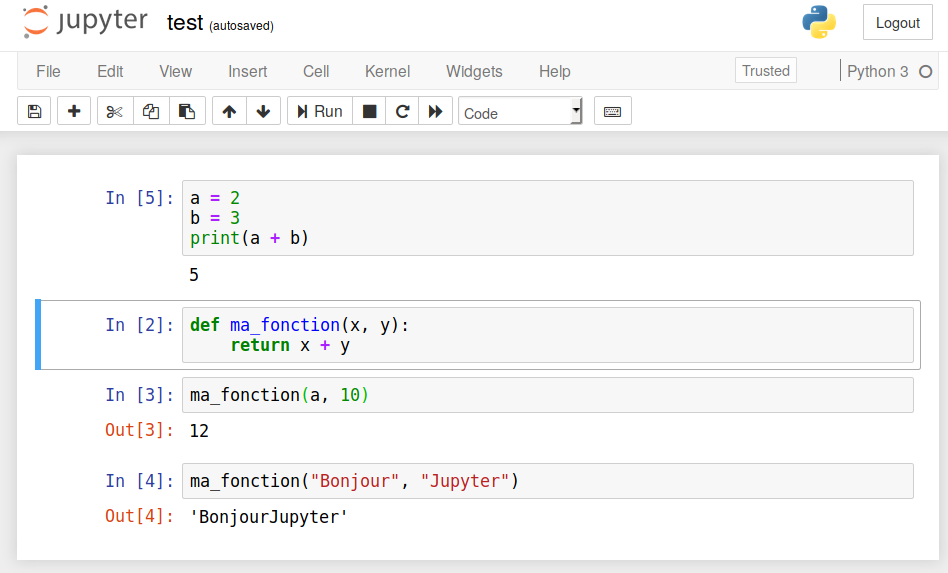 jupyter test (autosaved) Logout
File Edit View Insert Cell Kernel Widgets Help Trusted Python 3
Run Code
In [5]: a = 2
b = 3
print(a + b)
5
In [2]: def ma_fonction(x, y):
    return x + y
In [3]: ma_fonction(a, 10)
Out[3]: 12
In [4]: ma_fonction("Bonjour", "Jupyter")
Out[4]: 'BonjourJupyter'